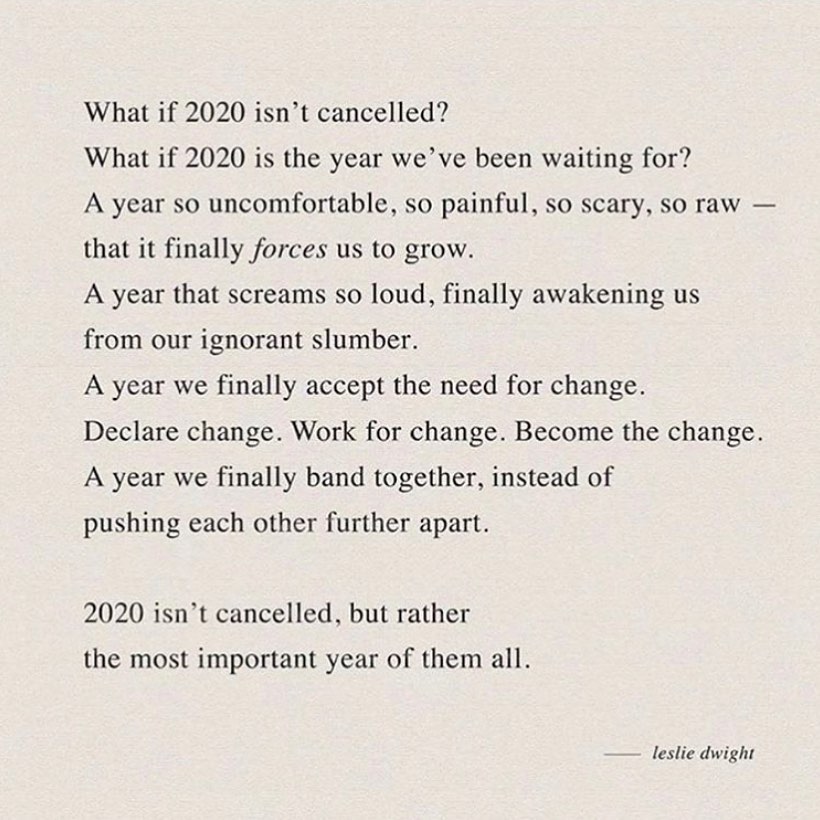 What if 2020 isn’t cancelled?
What if 2020 is the year we’ve been waiting for?
A year so uncomfortable, so painful, so scary, so raw —
that it finally forces us to grow.
A year that screams so loud, finally awakening us
from our ignorant slumber.
A year we finally accept the need for change.
Declare change. Work for change. Become the change.
A year we finally band together, instead of
pushing each other further apart.
2020 isn’t cancelled, but rather
the most important year of them all.
— leslie dwight